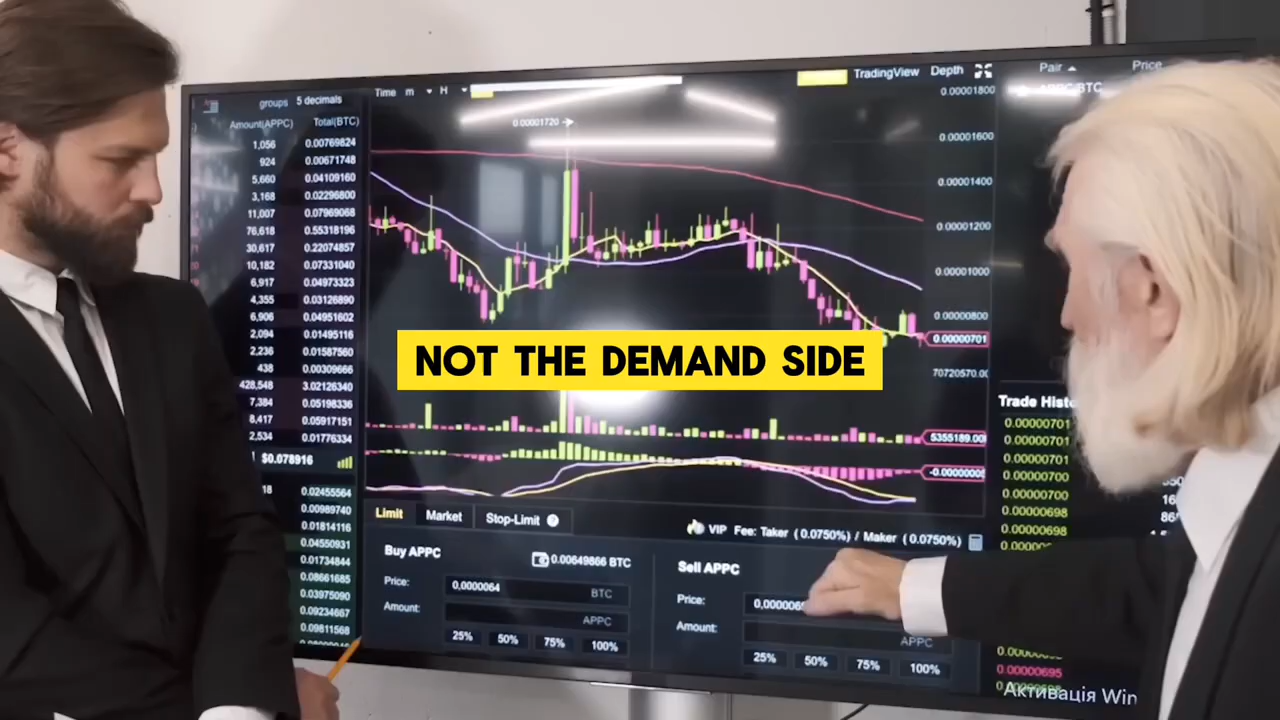 groups 5 decimals
Amount(APPC) Total(BTC)
1,056 0.00769824
924 0.00671748
5,660 0.04109160
3,168 0.02296800
11,007 0.07969068
76,618 0.55318196
30,617 0.22074857
10,182 0.07331040
6,917 0.04973323
4,355 0.03126890
6,906 0.04951602
2,094 0.01495116
2,236 0.01587560
438 0.00309666
428,548 3.02126340
7,384 0.05198336
8,417 0.05917151
2,534 0.01776334
$0.078916
18 0.02455564
0.00989740
0.01814116
0.04550931
0.01734844
0.08661685
0.03975090
0.09234667
0.09811568
Time m H
TradingView Depth
0.00001720
0.00001800
0.00001600
0.00001400
0.00001200
0.00001000
0.00000800
0.00000701
70720570.00
NOT THE DEMAND SIDE
5355189.00
Limit Market Stop-Limit ?
VIP Fee: Taker (0.0750%) / Maker (0.0750%)
Buy APPC 0.00649866 BTC
Price: 0,0000064 BTC
Amount: APPC
25% 50% 75% 100%
Sell APPC
Price:
Amount: APPC
25% 50% 75% 100%
Pair Price
Trade
0.00000701
0.00000701
0.00000701
0.00000700
0.00000700
0.00000698
0.00000695
Активація Win